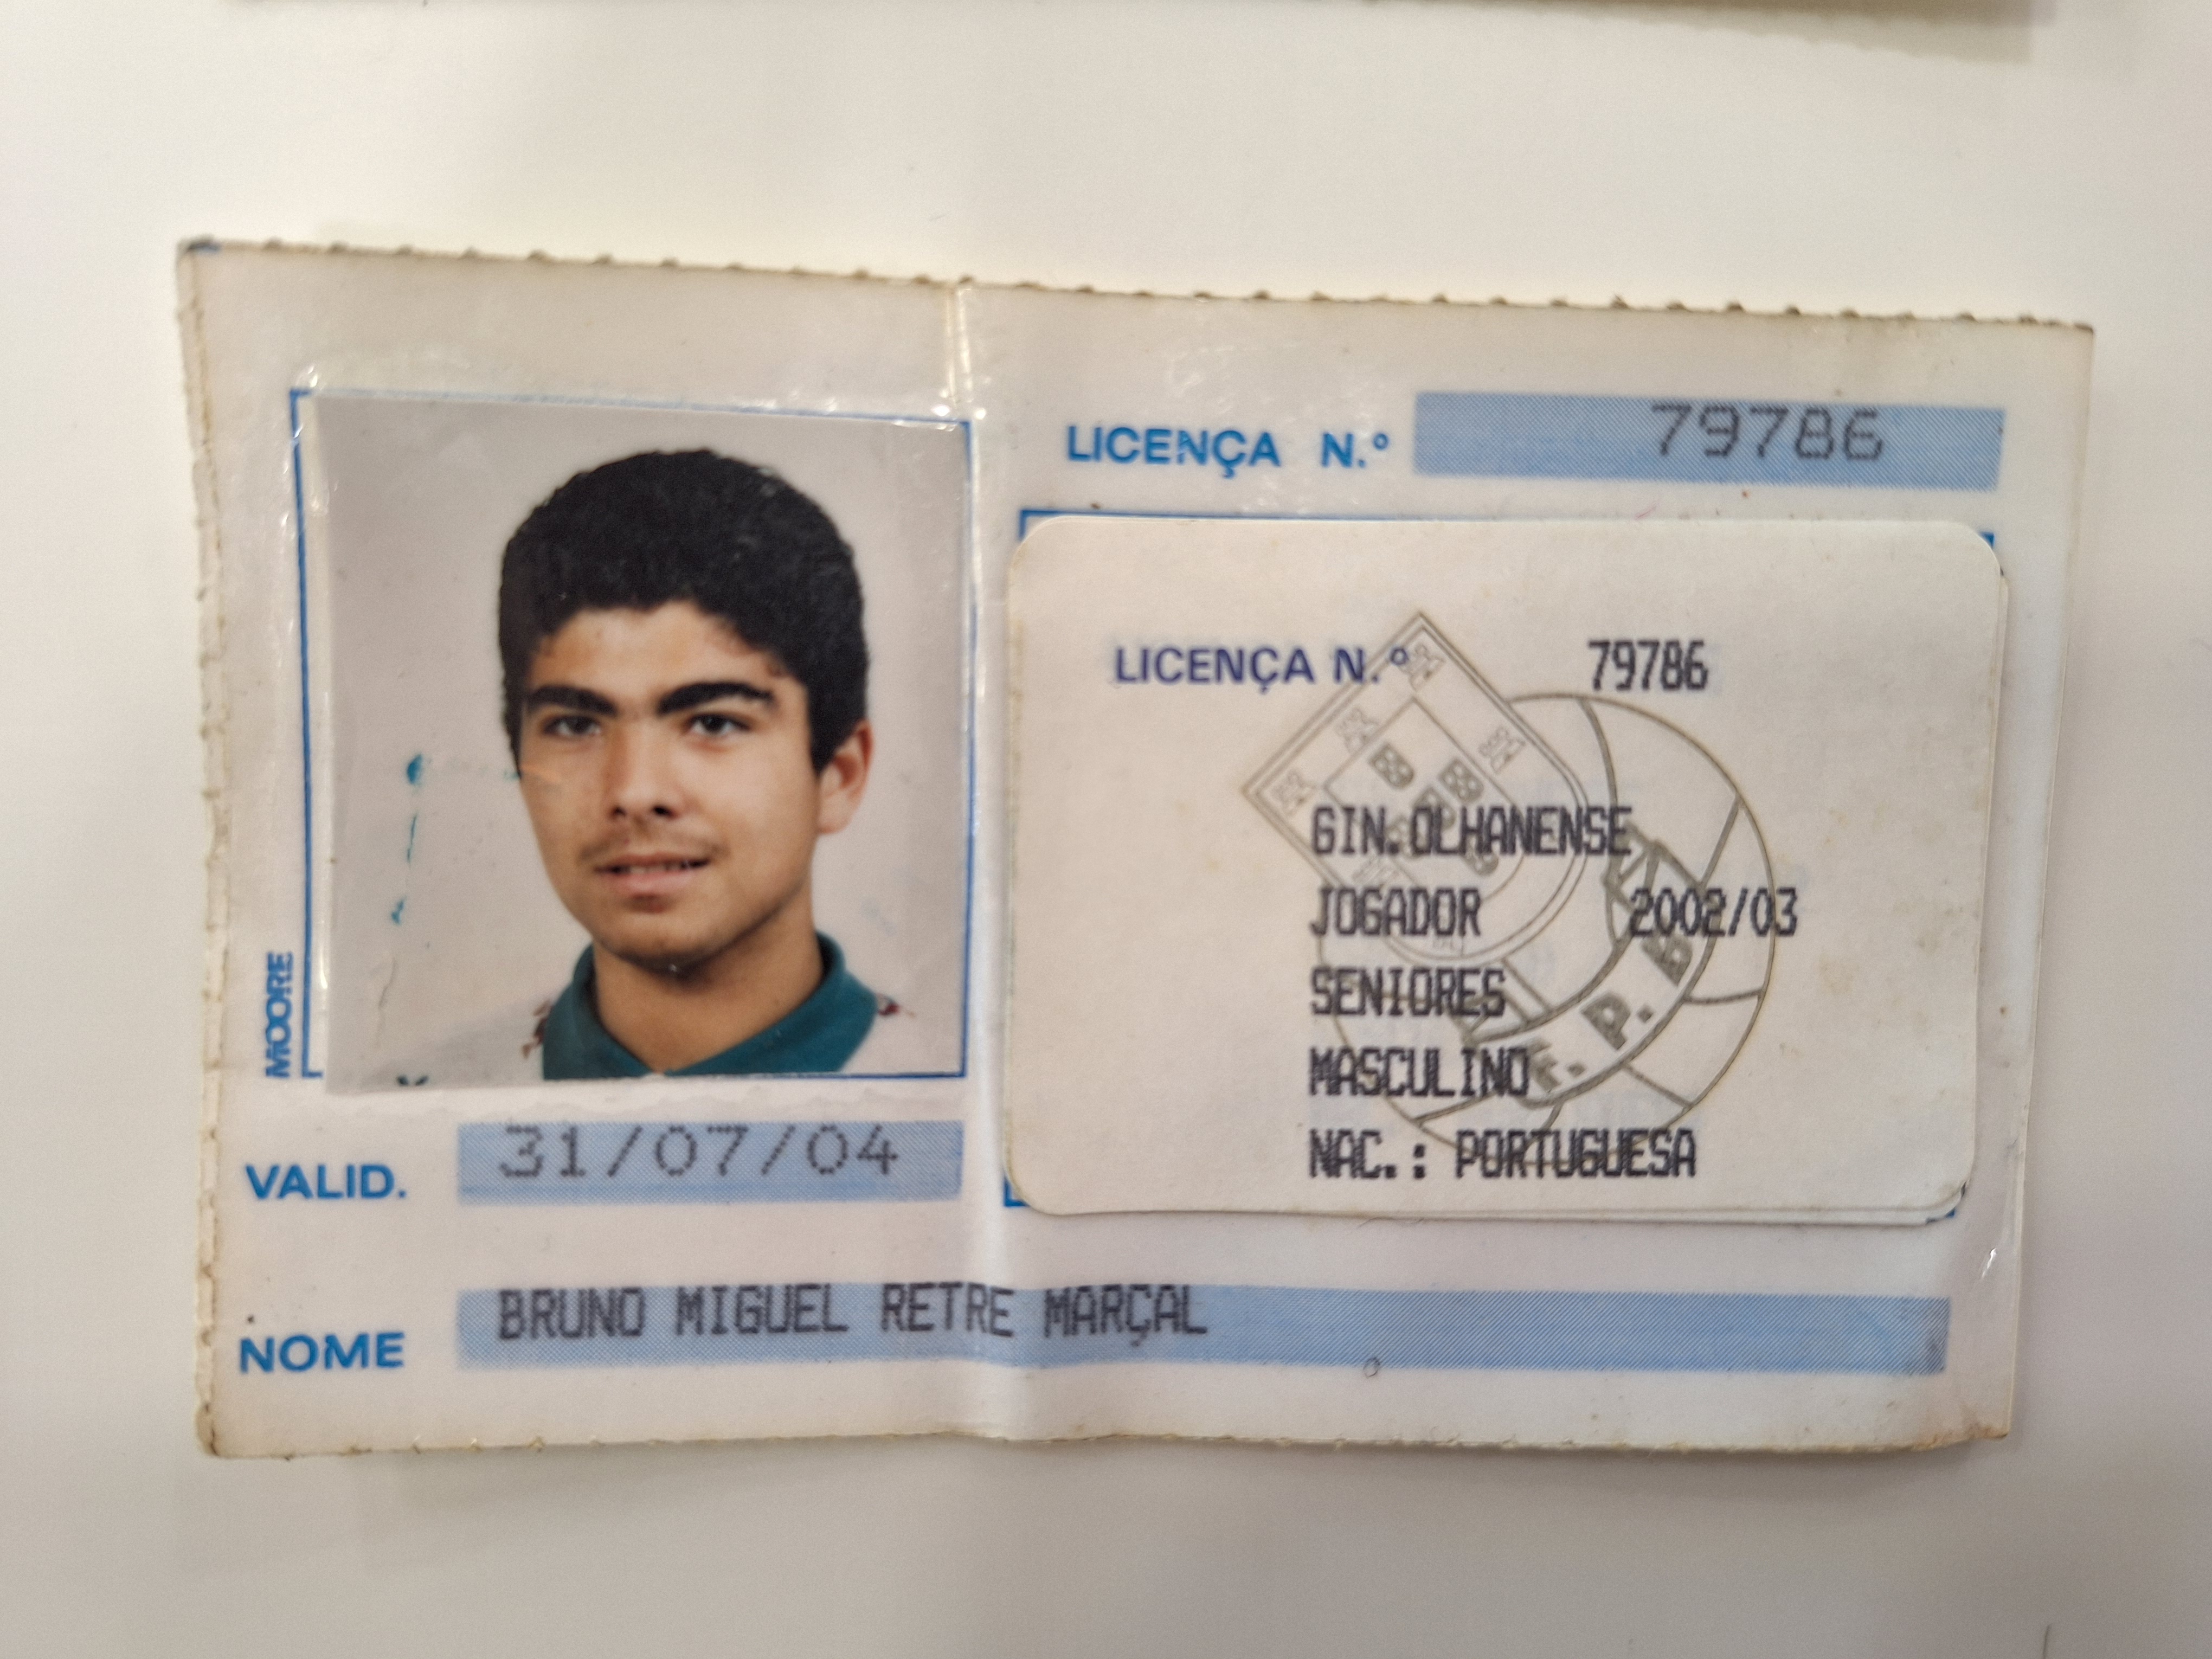 LICENÇA N.º 79786
LICENÇA N.º 79786
GIN.OLHANENSE
JOGADOR 2002/03
SENIORES
MASCULINO
NAC.: PORTUGUESA
F. P. B
MOORE
VALID. 31/07/04
NOME BRUNO MIGUEL RETRE MARÇAL